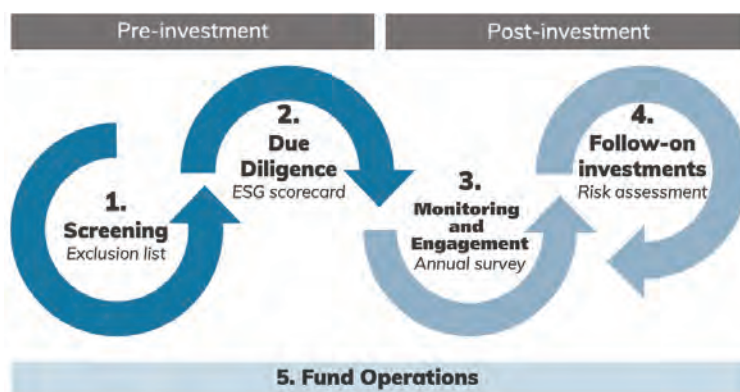 Pre-investment
Post-investment
1.
Screening
Exclusion list
2.
Due
Diligence
ESG scorecard
3.
Monitoring
and
Engagement
Annual survey
4.
Follow-on
investments
Risk assessment
5. Fund Operations